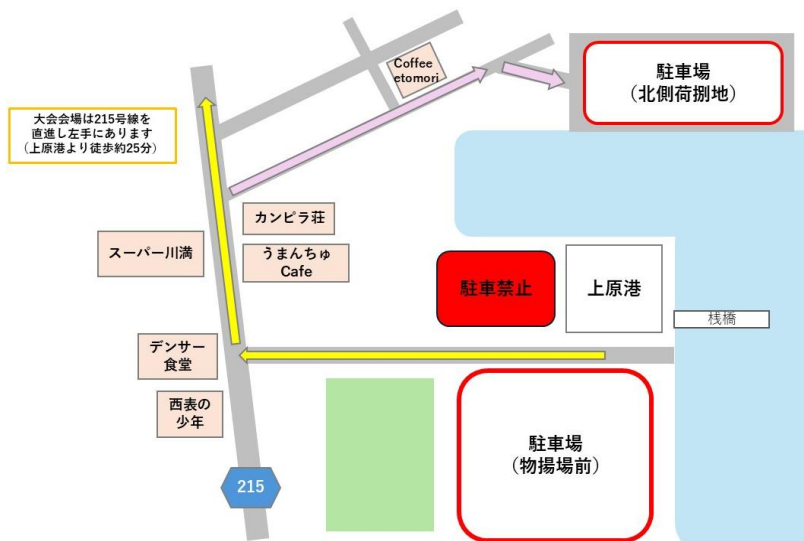 Coffee
etomori
駐車場
（北側荷捌地）
大会会場は215号線を
直進し左手にあります
（上原港より徒歩約25分）
カンピラ荘
スーパー川満
うまんちゅ
Cafe
駐車禁止
上原港
桟橋
デンサー
食堂
西表の
少年
駐車場
（物揚場前）
215